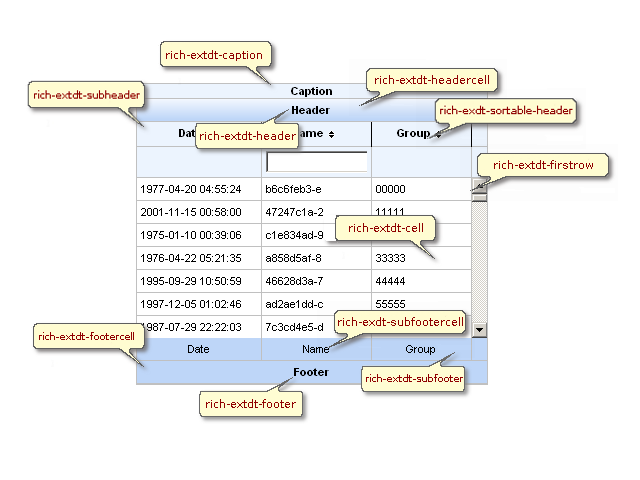 rich-extdt-caption
rich-extdt-headercell
Caption
rich-extdt-subheader
Header
rich-exdt-sortable-header
rich-extdt-header
Group
rich-extdt-firstrow
1977-04-20 04:55:24 b6c6feb3-e 00000
2001-11-15 00:58:00 47247c1a-2 11111
1975-01-10 00:39:06 c1e834ad-9
rich-extdt-cell
1976-04-22 05:21:35 a858d5af-8 33333
1995-09-29 10:50:59 46628d3a-7 44444
1997-12-05 01:02:46 ad2ae1dd-c 55555
1987-07-29 22:22:03 7c3cd4e5-d
rich-exdt-subfootercell
rich-extdt-footercell
Date Name Group
Footer
rich-extdt-subfooter
rich-extdt-footer